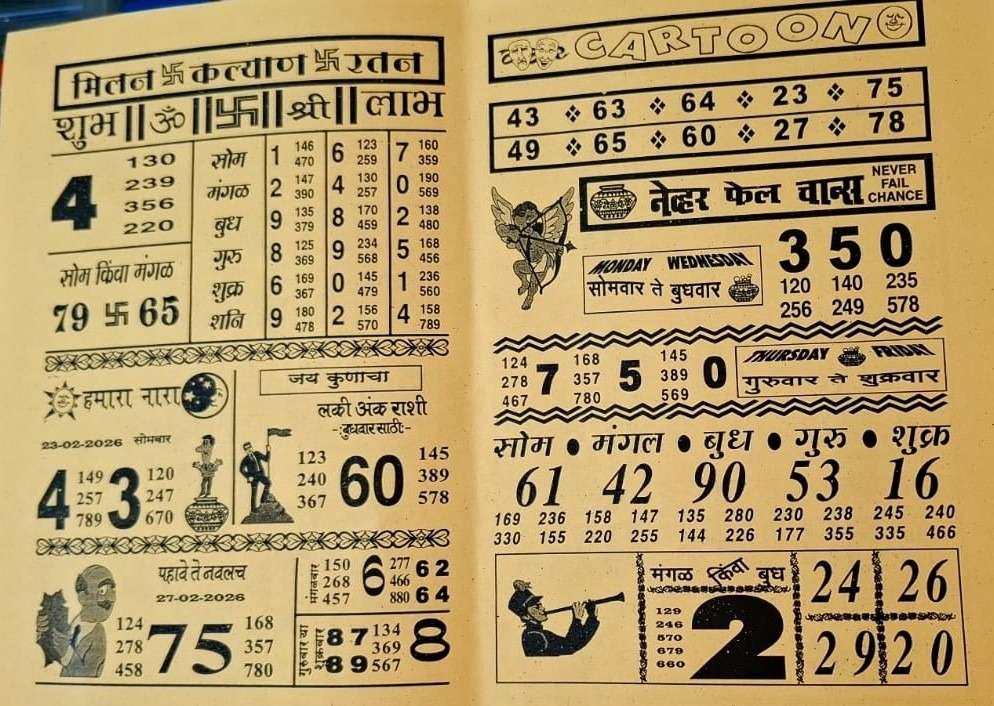 मिलन 卐 कल्याण 卐 रतन
शुभ || ॐ || 卐 || श्री || लाभ
4
130
239
356
220
सोम किंवा मंगळ
79 卐 65
सोम 1 146 470 6 123 259 7 160 359
मंगळ 2 147 390 4 130 257 0 190 569
बुध 9 135 379 8 170 459 2 138 480
गुरू 8 125 369 9 234 568 5 168 456
शुक्र 6 169 367 0 145 479 1 236 560
शनि 9 180 478 2 156 570 4 158 789
हमारा नारा
23-02-2026 सोमबार
4 149 257 789 3 120 247 670
जय कुणाचा
लकी अंक राशी
-:बुधवार साठी:-
123
240
367
60
145
389
578
पहावे ते नवलच
27-02-2026
124
278
458
75
168
357
780
मंगळबार
150
268
457
6
277
466
880
62
64
गुरुबार वा
शुक्रबार
87
89
134
369
567
8
CARTOON
43 ❖ 63 ❖ 64 ❖ 23 ❖ 75
49 ❖ 65 ❖ 60 ❖ 27 ❖ 78
नेव्हर फेल चान्स
NEVER
FAIL
CHANCE
MONDAY WEDNESDAY
सोमवार ते बुधवार
3 5 0
120 140 235
256 249 578
124
278
467
7
168
357
780
5
145
389
569
0
THURSDAY FRIDAY
गुरुवार ते शुक्रवार
सोम ● मंगल ● बुध ● गुरु ● शुक्र
61 42 90 53 16
169 236 158 147 135 280 230 238 245 240
330 155 220 255 144 226 177 355 335 466
मंगळ किंवा बुध
129
246
570
679
660
2
24 26
29 20